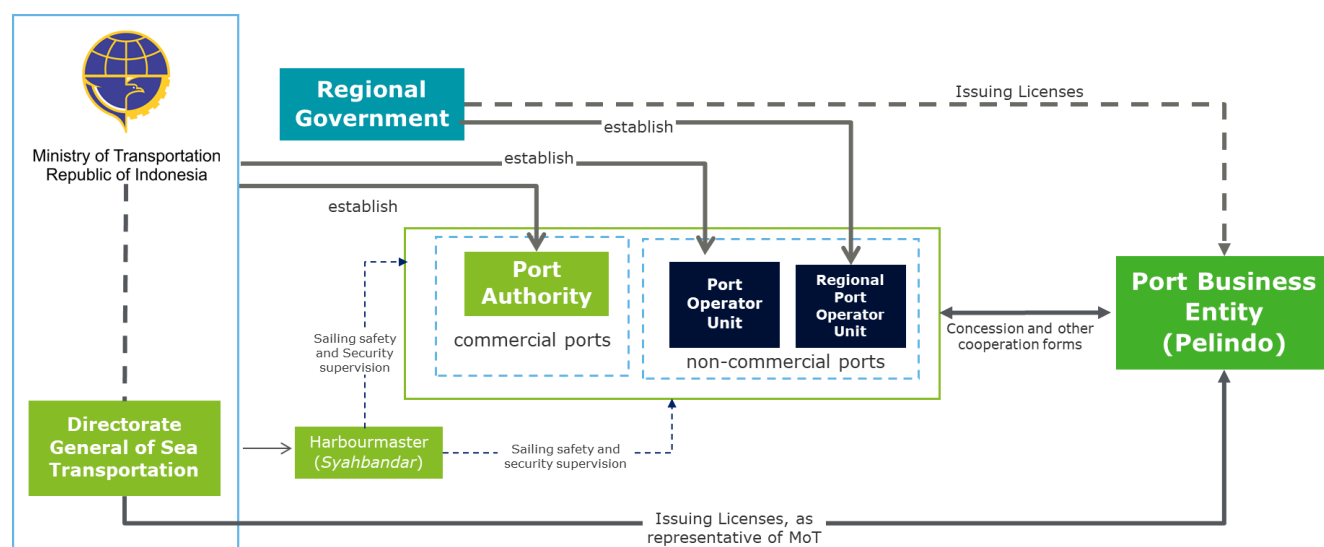 Ministry of Transportation
Republic of Indonesia
Regional
Government
Issuing Licenses
establish
establish
establish
Port
Authority
commercial ports
Port
Operator
Unit
Regional
Port
Operator
Unit
non-commercial ports
Port Business
Entity
(Pelindo)
Concession and other
cooperation forms
Sailing safety
and Security
supervision
Directorate
General of Sea
Transportation
Harbourmaster
(Syahbandar)
Sailing safety and
security supervision
Issuing Licenses, as
representative of MoT